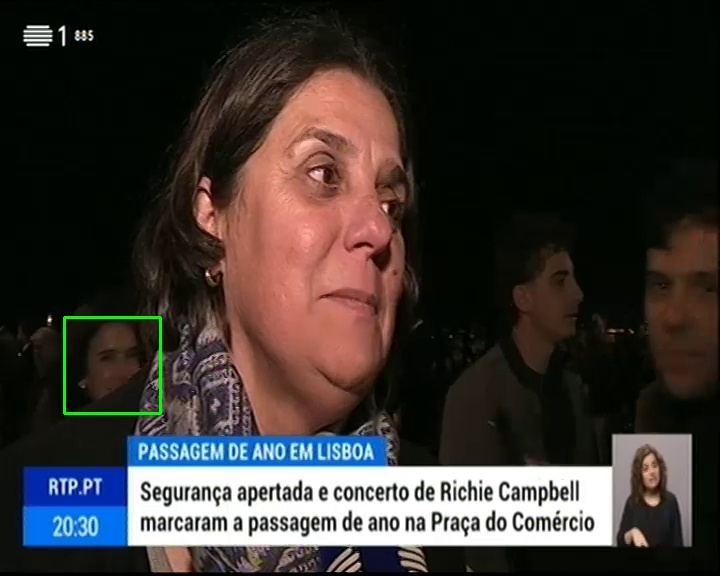 1 885
PASSAGEM DE ANO EM LISBOA
RTP.PT
20:30
Segurança apertada e concerto de Richie Campbell
marcaram a passagem de ano na Praça do Comércio